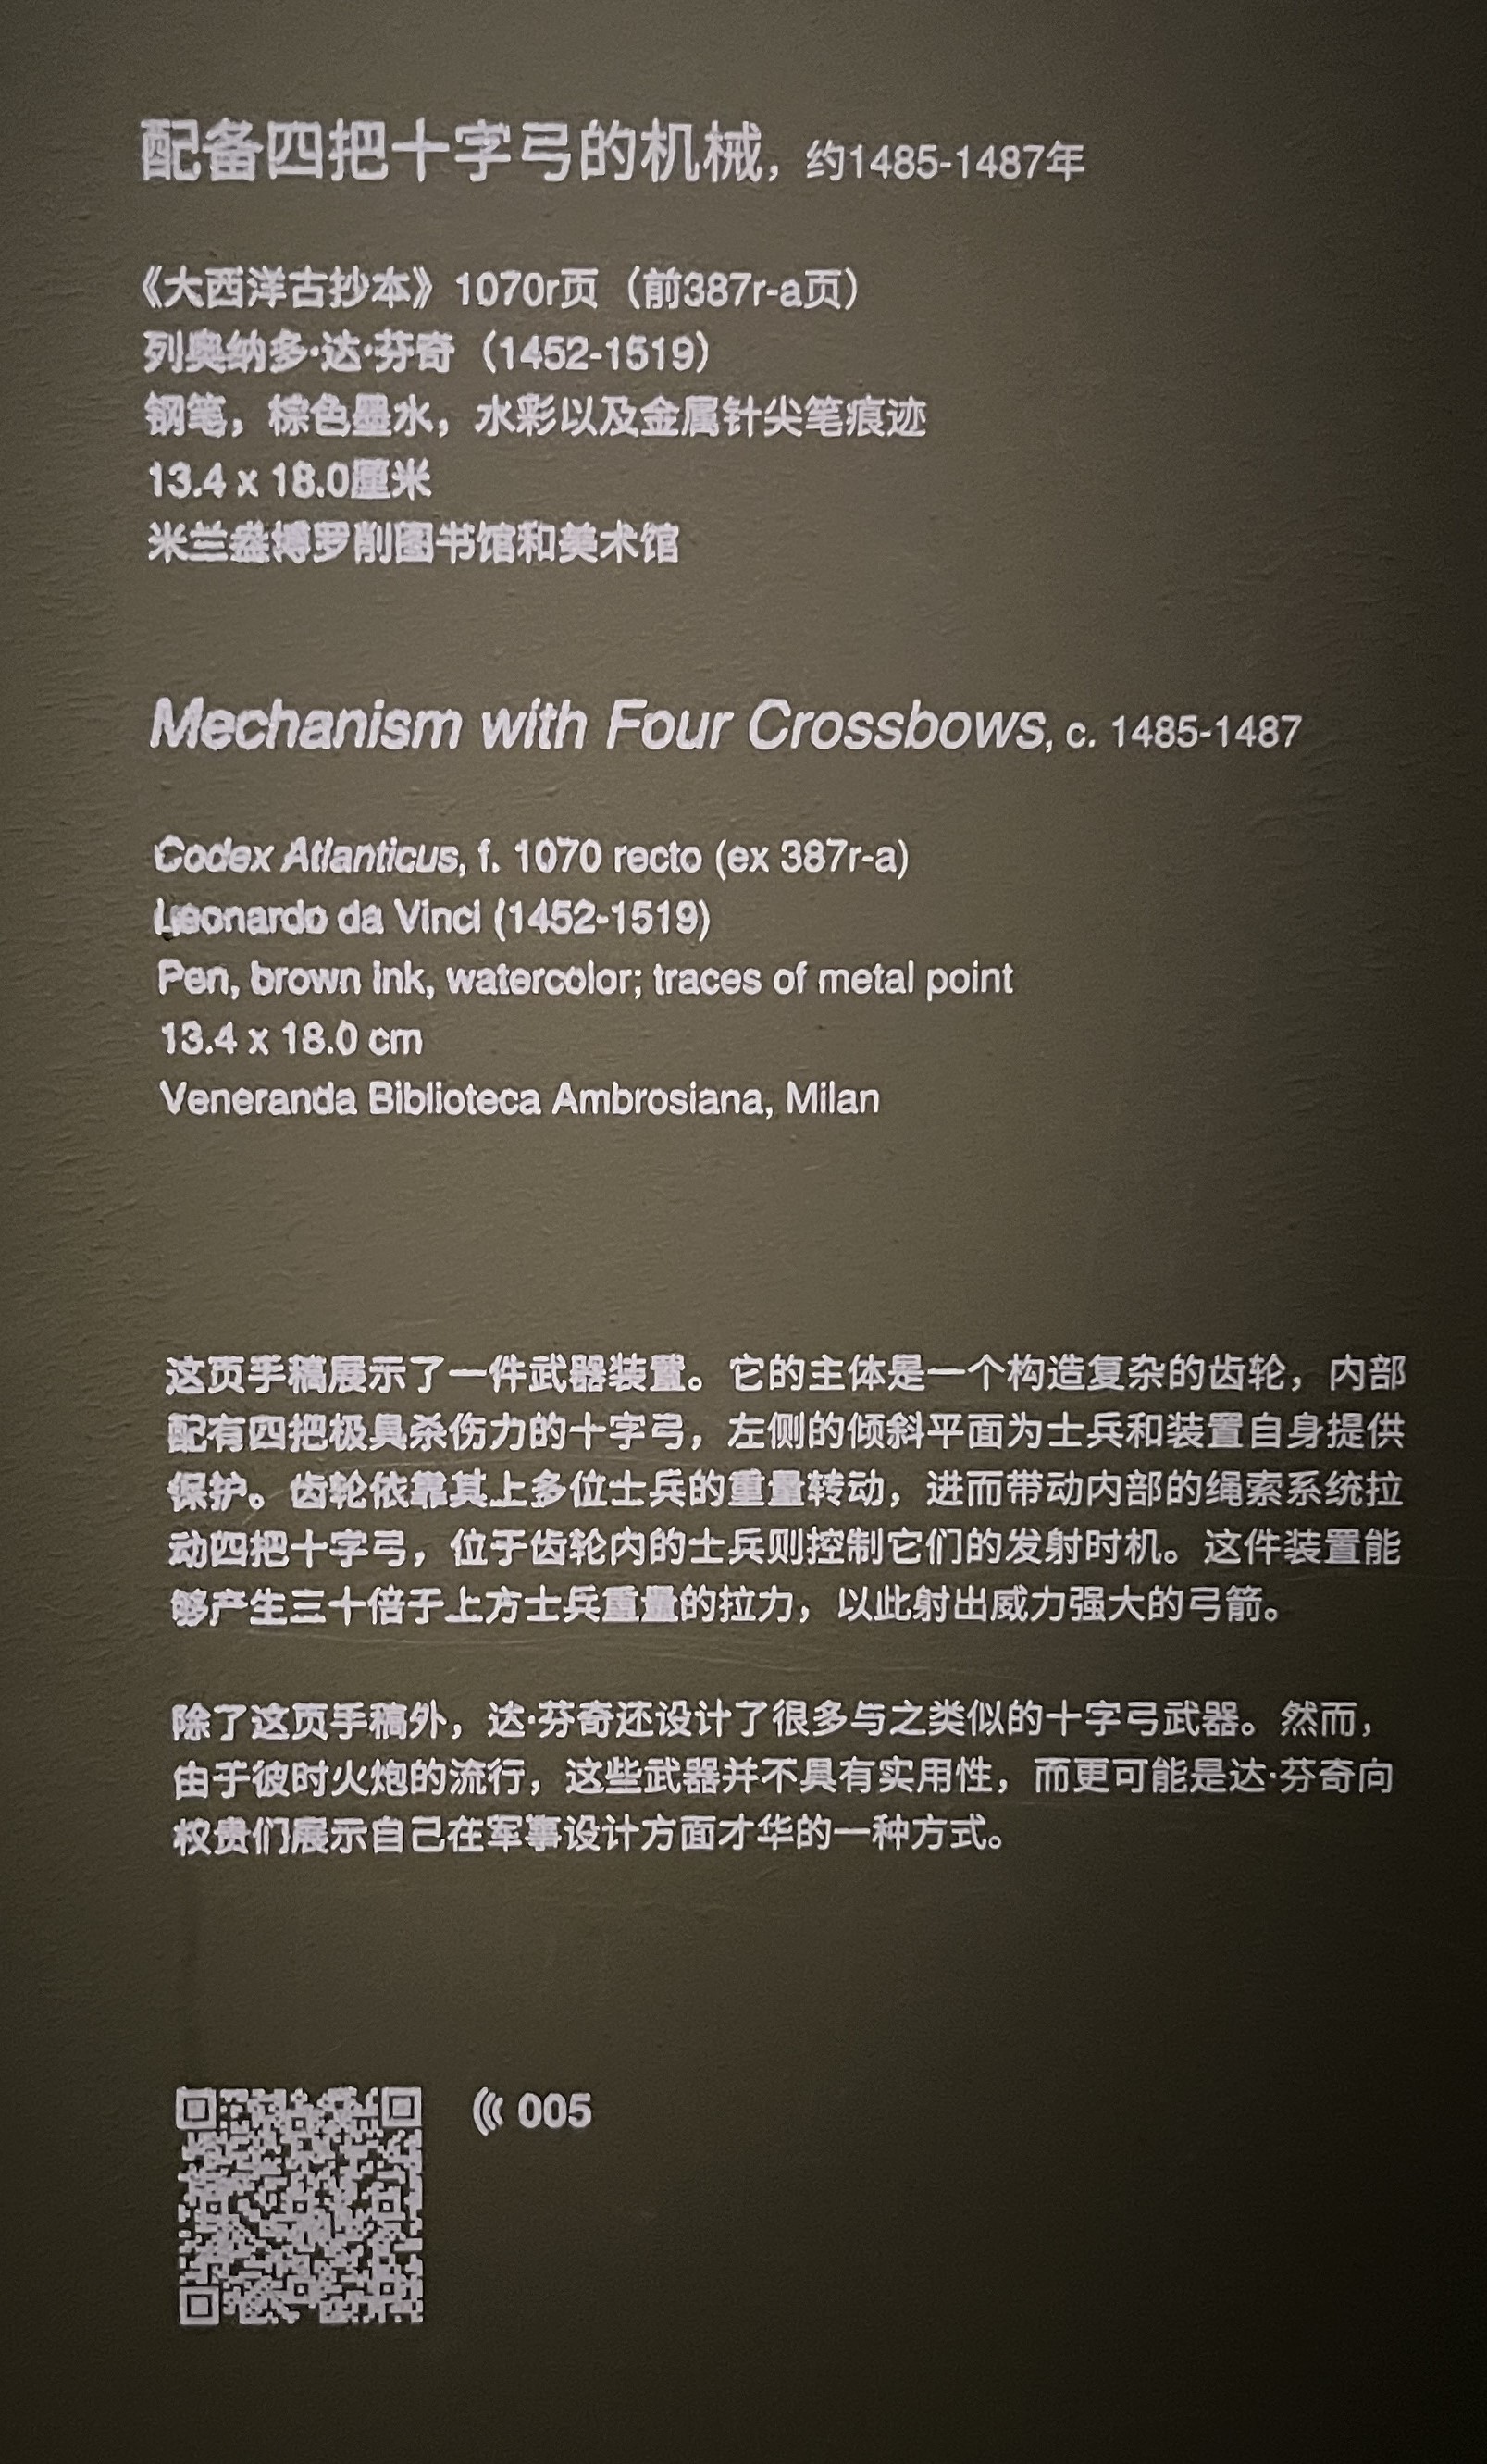 配备四把十字弓的机械，约1485-1487年
《大西洋古抄本》1070r页（前387r-a页）
列奥纳多·达·芬奇（1452-1519）
钢笔，棕色墨水，水彩以及金属针尖笔痕迹
13.4 x 18.0厘米
米兰盎博罗削图书馆和美术馆
Mechanism with Four Crossbows, c. 1485-1487
Codex Atlanticus, f. 1070 recto (ex 387r-a)
Leonardo da Vinci (1452-1519)
Pen, brown ink, watercolor; traces of metal point
13.4 x 18.0 cm
Veneranda Biblioteca Ambrosiana, Milan
这页手稿展示了一件武器装置。它的主体是一个构造复杂的齿轮，内部
配有四把极具杀伤力的十字弓，左侧的倾斜平面为士兵和装置自身提供
保护。齿轮依靠其上多位士兵的重量转动，进而带动内部的绳索系统拉
动四把十字弓，位于齿轮内的士兵则控制它们的发射时机。这件装置能
够产生三十倍于上方士兵重量的拉力，以此射出威力强大的弓箭。
除了这页手稿外，达·芬奇还设计了很多与之类似的十字弓武器。然而，
由于彼时火炮的流行，这些武器并不具有实用性，而更可能是达·芬奇向
权贵们展示自己在军事设计方面才华的一种方式。
005